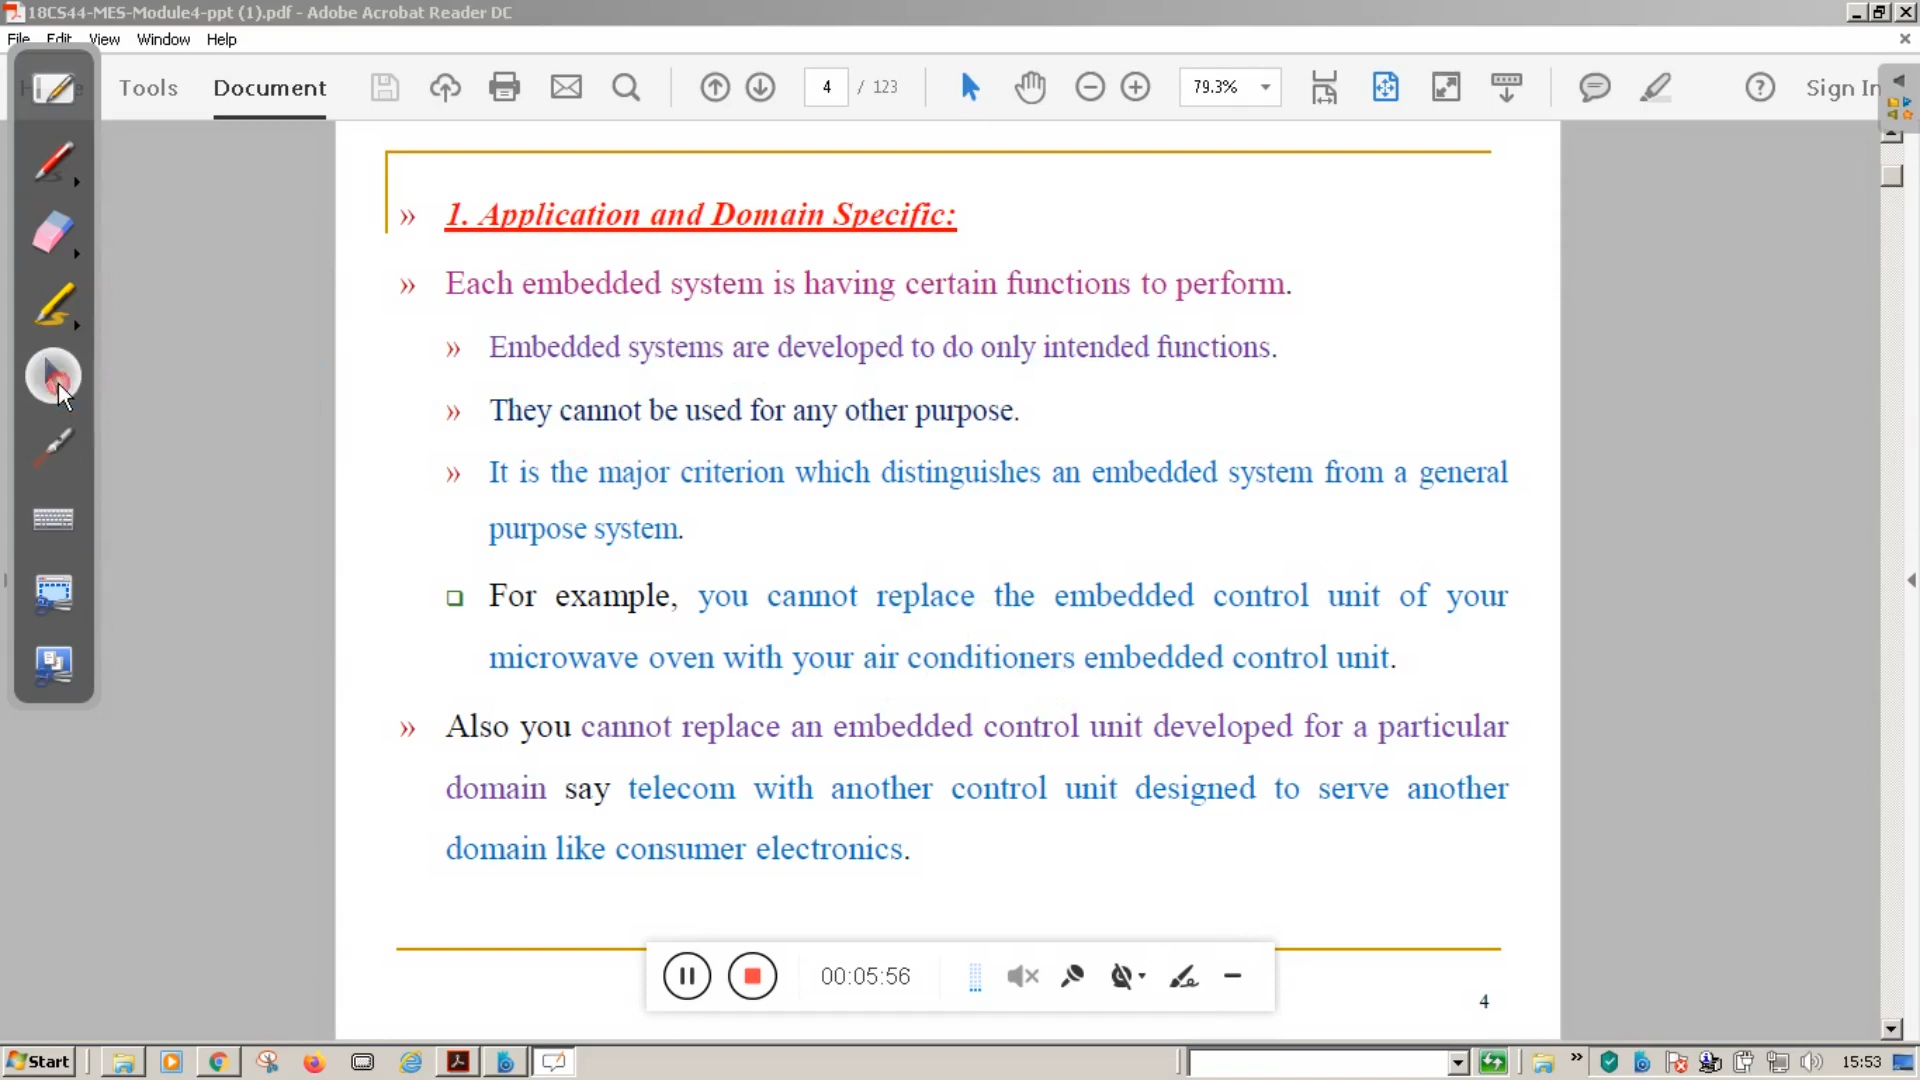 18CS44-MES-Module4-ppt (1).pdf - Adobe Acrobat Reader DC
File Edit View Window Help
Tools Document 4 / 123 79.3% Sign In
» 1. Application and Domain Specific:
» Each embedded system is having certain functions to perform.
» Embedded systems are developed to do only intended functions.
» They cannot be used for any other purpose.
» It is the major criterion which distinguishes an embedded system from a general
purpose system.
❑ For example, you cannot replace the embedded control unit of your
microwave oven with your air conditioners embedded control unit.
» Also you cannot replace an embedded control unit developed for a particular
domain say telecom with another control unit designed to serve another
domain like consumer electronics.
00:05:56
4
Start » 15:53